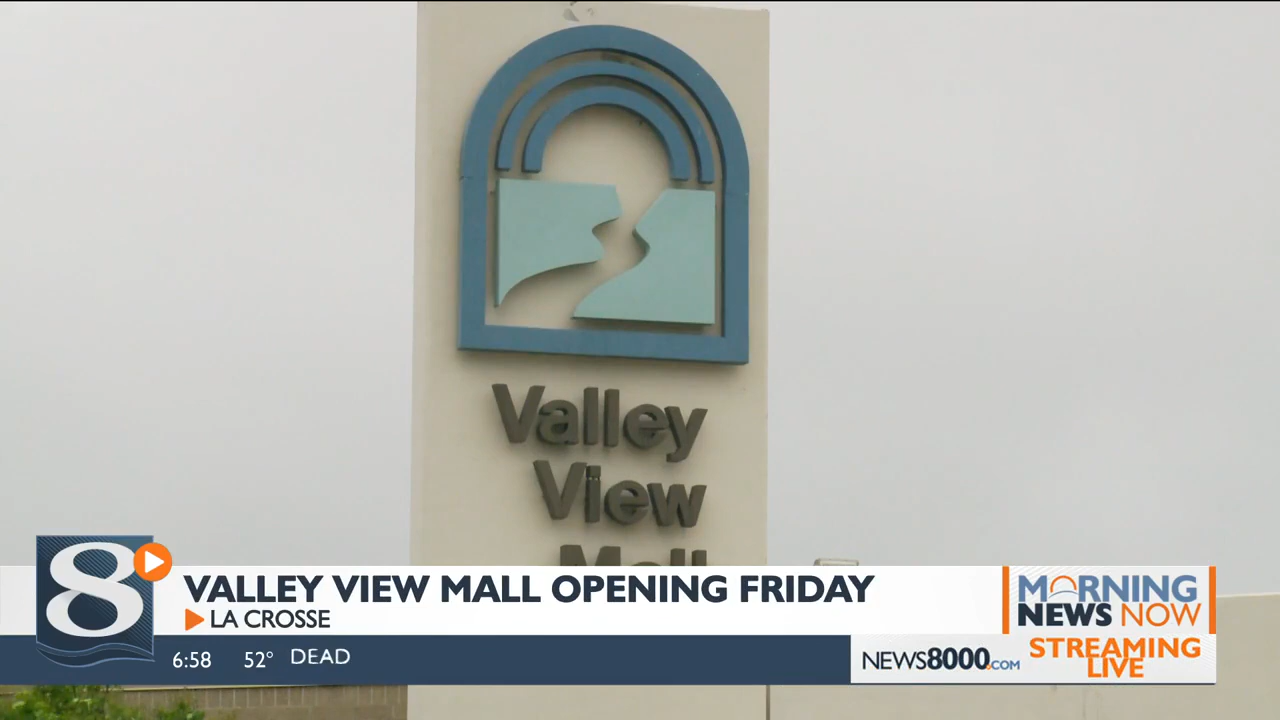 Valley
View
Mall
8
VALLEY VIEW MALL OPENING FRIDAY
LA CROSSE
6:58 52° DEAD
MORNING
NEWS NOW
STREAMING
LIVE
NEWS8000.COM